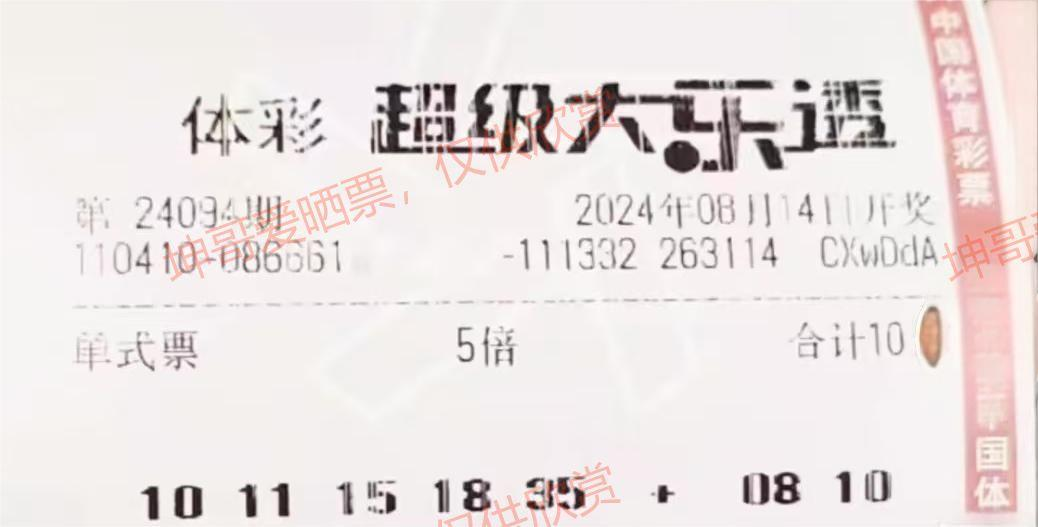 体彩 超级大乐透
第 24094期 2024年08月14日开奖
110410-086661 -111332 263114 CXwDdA
单式票 5倍 合计10
10 11 15 18 35 + 08 10
中国体育彩票
国体
坤哥爱晒票，仅供欣赏
坤哥
仅供欣赏